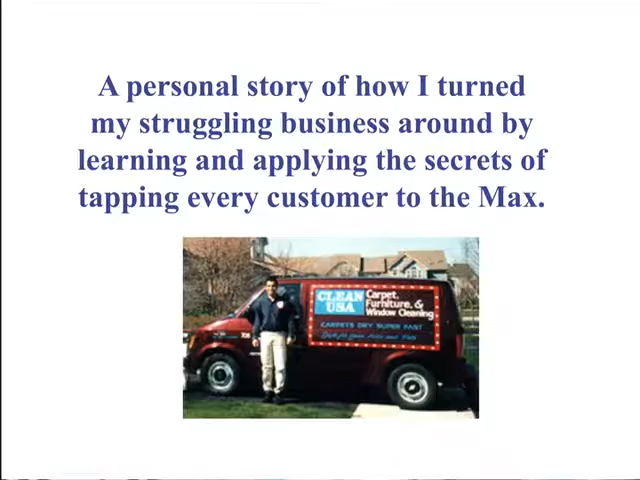 A personal story of how I turned
my struggling business around by
learning and applying the secrets of
tapping every customer to the Max.
CLEAN
USA
Carpet,
Furniture, &
Window Cleaning
CARPETS DRY SUPER FAST